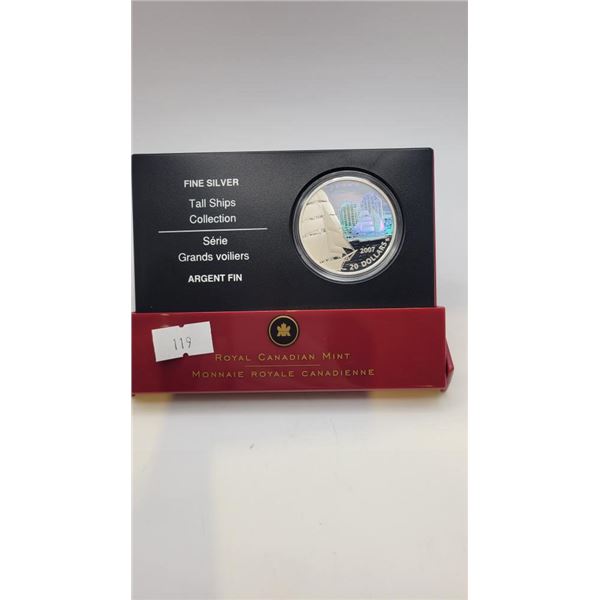 FINE SILVER
Tall Ships
Collection
Série
Grands voiliers
ARGENT FIN
2007
20 DOLLARS
119
ROYAL CANADIAN MINT
MONNAIE ROYALE CANADIENNE